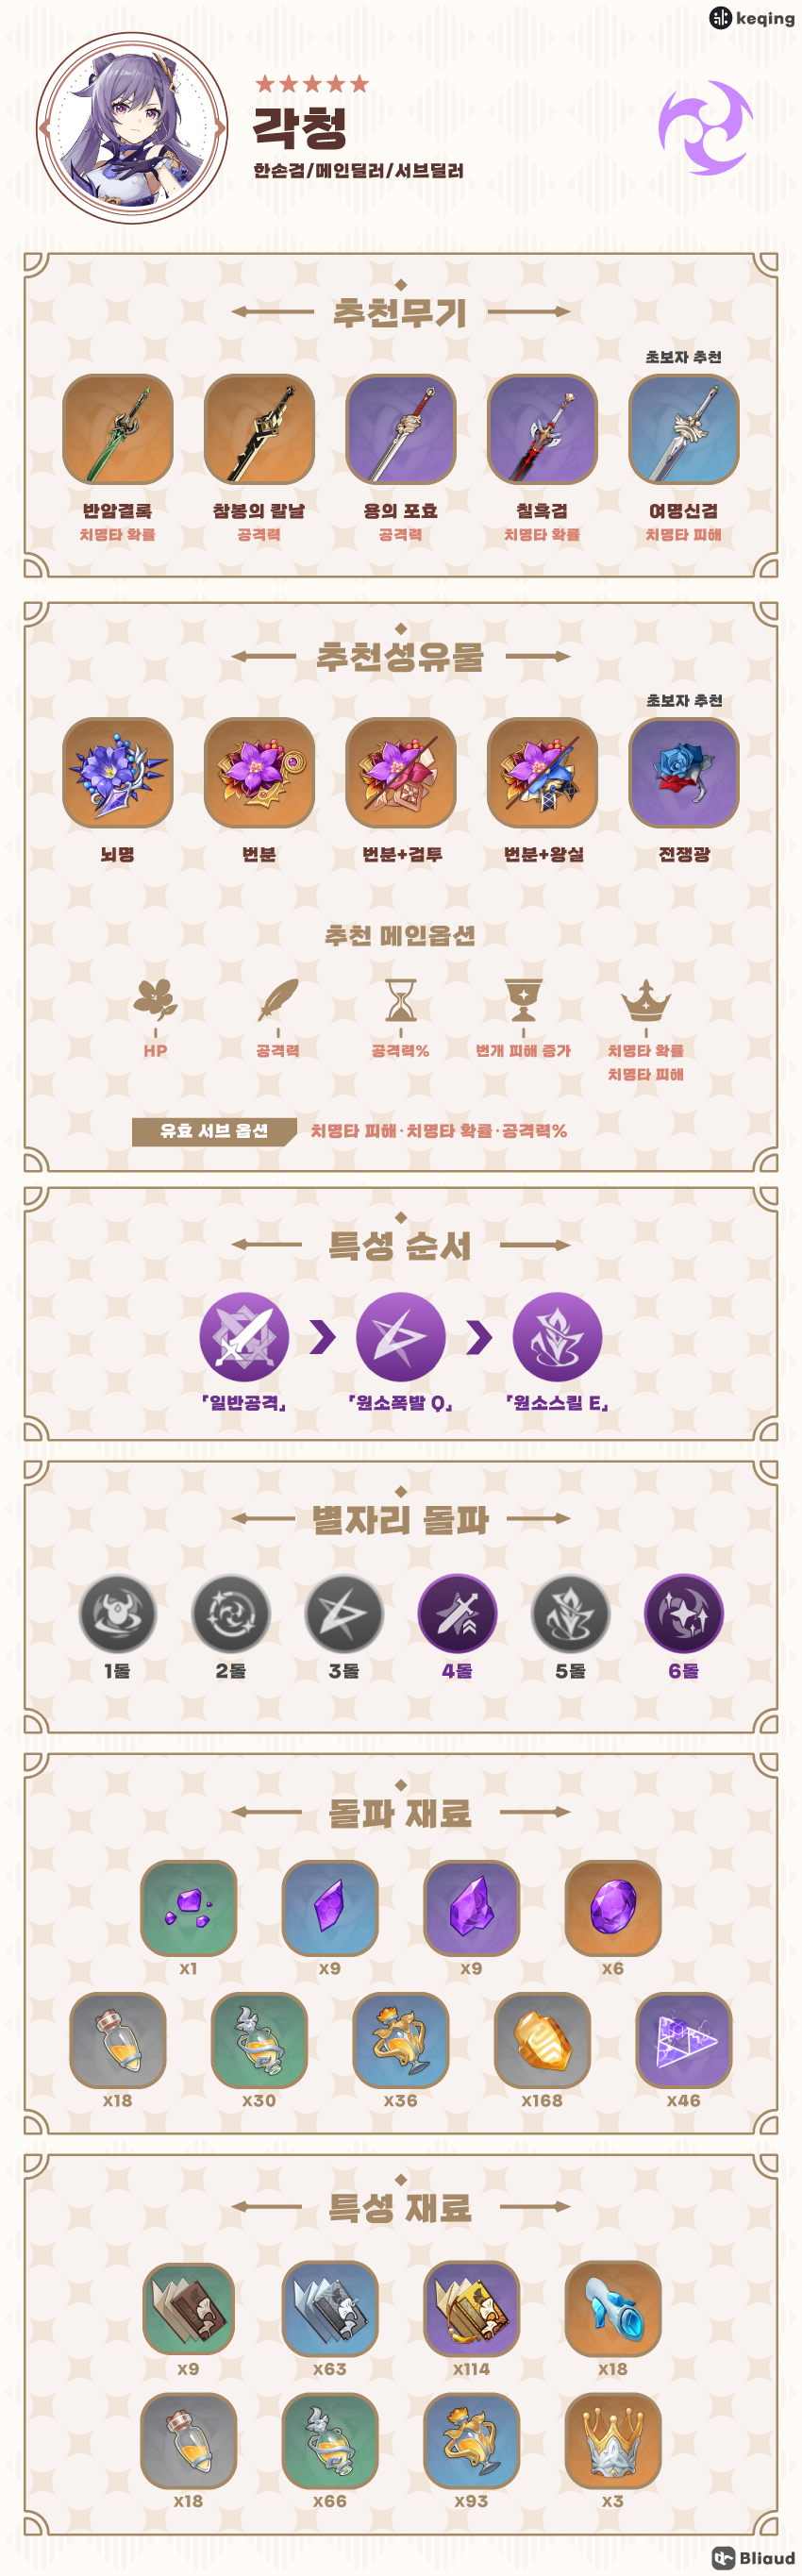 keqing
각청
한손검/메인딜러/서브딜러
추천무기
초보자 추천
반암결록
참봉의 칼날
용의 포효
칠흑검
여명신검
치명타 확률
공격력
공격력
치명타 확률
치명타 피해
추천성유물
초보자 추천
뇌명
번분
번분+검투
번분+왕실
전쟁광
추천 메인옵션
HP
공격력
공격력%
번개 피해 증가
치명타 확률
치명타 피해
유효 서브 옵션
치명타 피해·치명타 확률·공격력%
특성 순서
「일반공격」
「원소폭발 Q」
「원소스킬 E」
별자리 돌파
1돌
2돌
3돌
4돌
5돌
6돌
돌파 재료
x1
x9
x9
x6
x18
x30
x36
x168
x46
특성 재료
x9
x63
x114
x18
x18
x66
x93
x3
Bliaud